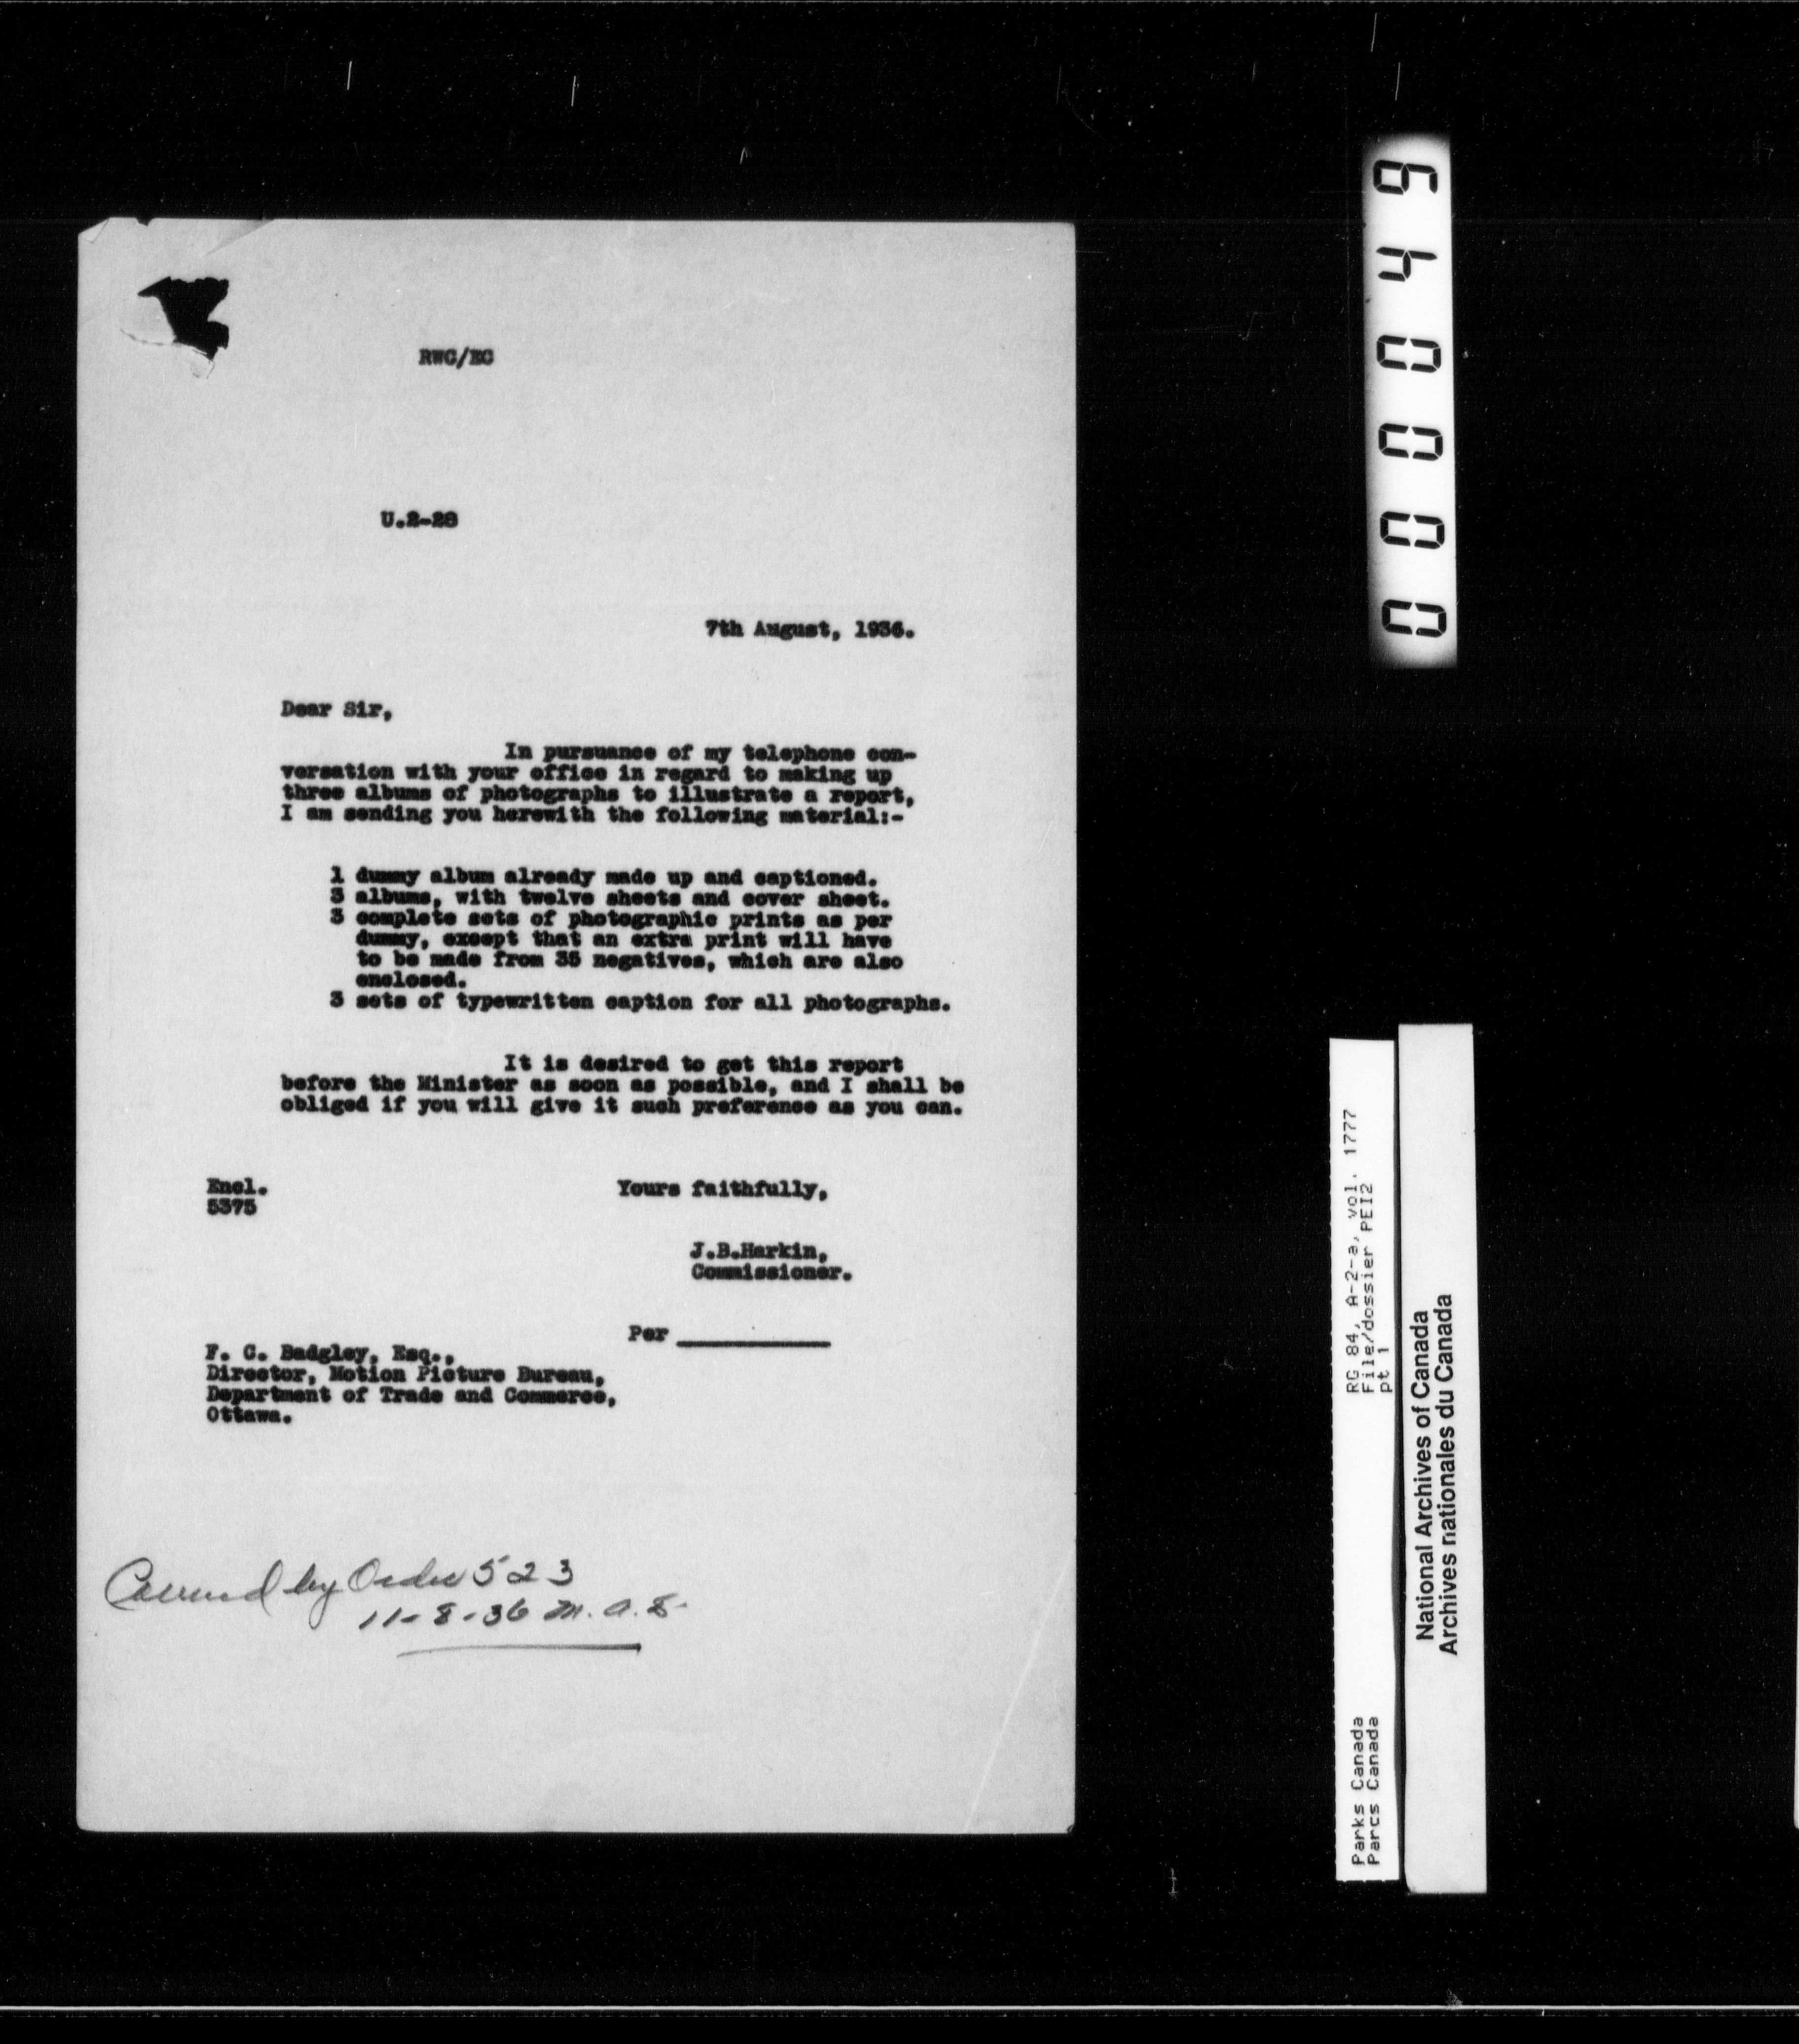 RWC/EC
U.2-28
7th August, 1936.
Dear Sir,
In pursuance of my telephone con-
versation with your office in regard to making up
three albums of photographs to illustrate a report,
I am sending you herewith the following material:-
1 dummy album already made up and captioned.
3 albums, with twelve sheets and cover sheet.
3 complete sets of photographic prints as per
dummy, except that an extra print will have
to be made from 35 negatives, which are also
enclosed.
3 sets of typewritten caption for all photographs.
It is desired to get this report
before the Minister as soon as possible, and I shall be
obliged if you will give it such preference as you can.
Encl.
5375
Yours faithfully,
J.B.Harkin,
Commissioner.
Per
F. C. Badgley, Esq.,
Director, Motion Picture Bureau,
Department of Trade and Commerce,
Ottawa.
Covered by Order 523
11-8-36 M.A.
000049
RG 84, A-2-a, vol. 1777
File/dossier PEI2
pt 1
Parks Canada
Parcs Canada
National Archives of Canada
Archives nationales du Canada